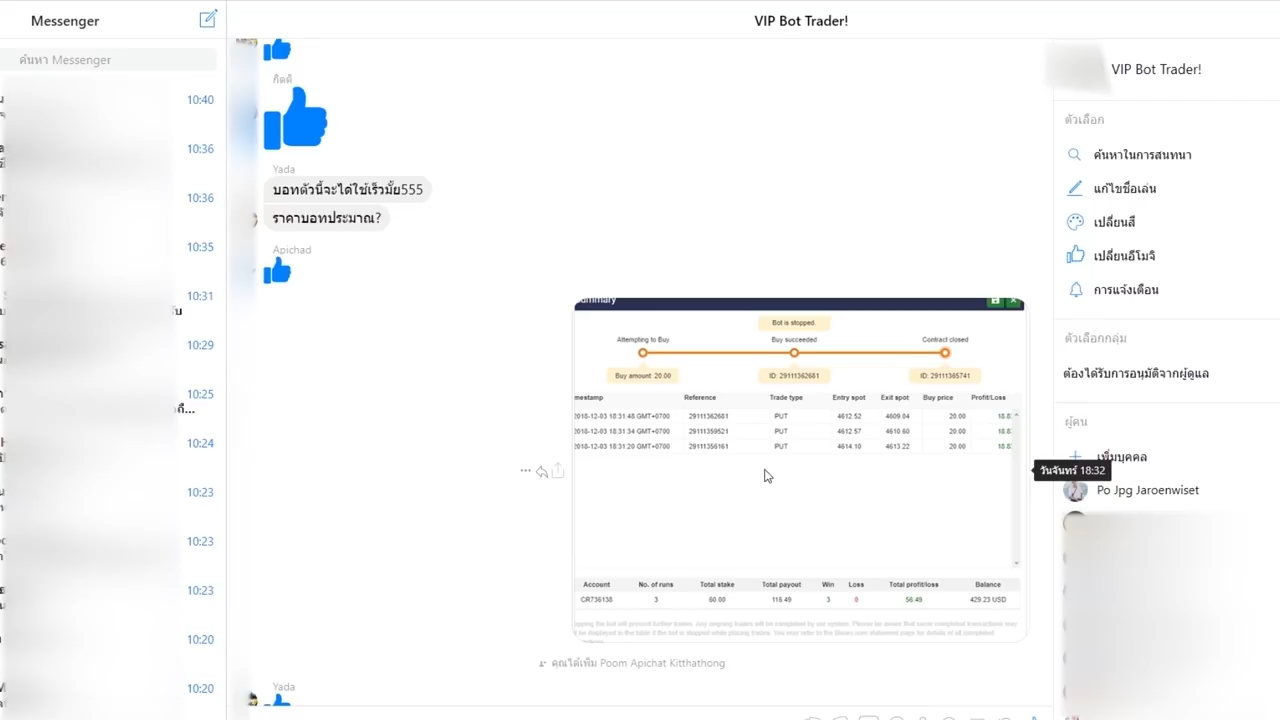 Messenger
VIP Bot Trader!
ค้นหา Messenger
10:40
10:36
10:36
10:35
10:31
10:29
10:25
10:24
10:23
10:23
10:23
10:20
10:20
กิตติ
Yada
บอทตัวนี้จะได้ใช้เร็วมั้ย555
ราคาบอทประมาณ?
Apichad
ummary
Bot is stopped.
Attempting to Buy Buy succeeded Contract closed
Buy amount: 20.00 ID: 29111362681 ID: 29111365741
mestamp Reference Trade type Entry spot Exit spot Buy price Profit/Loss
2018-12-03 18:31:48 GMT+0700 29111362681 PUT 4612.52 4609.04 20.00 18.83
2018-12-03 18:31:34 GMT+0700 29111359521 PUT 4612.57 4610.60 20.00 18.83
2018-12-03 18:31:20 GMT+0700 29111356161 PUT 4614.10 4613.22 20.00 18.83
Account No. of runs Total stake Total payout Win Loss Total profit/loss Balance
CR736138 3 60.00 116.49 3 0 56.49 429.23 USD
คุณได้เพิ่ม Poom Apichat Kitthathong
Yada
VIP Bot Trader!
ตัวเลือก
ค้นหาในการสนทนา
แก้ไขชื่อเล่น
เปลี่ยนสี
เปลี่ยนอีโมจิ
การแจ้งเตือน
ตัวเลือกกลุ่ม
ต้องได้รับการอนุมัติจากผู้ดูแล
ผู้คน
เพิ่มบุคคล
วันจันทร์ 18:32
Po Jpg Jaroenwiset